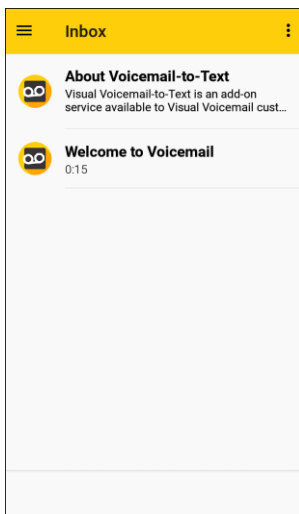 Inbox
About Voicemail-to-Text
Visual Voicemail-to-Text is an add-on
service available to Visual Voicemail cust...
Welcome to Voicemail
0:15